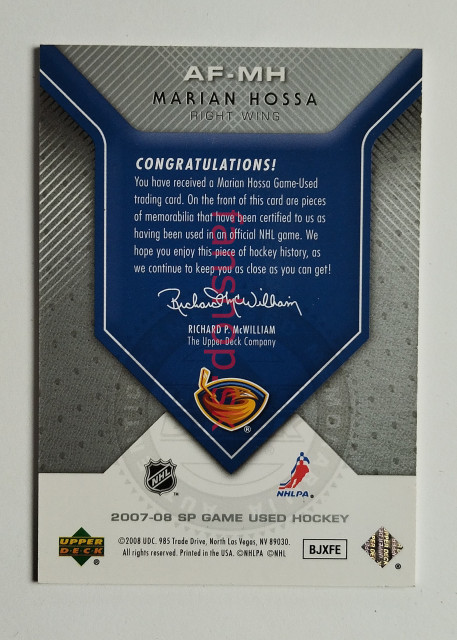 AF-MH
MARIAN HOSSA
RIGHT WING
CONGRATULATIONS!
You have received a Marian Hossa Game-Used
trading card. On the front of this card are pieces
of memorabilia that have been certified to us as
having been used in an official NHL game. We
hope you enjoy this piece of hockey history, as
we continue to keep you as close as you can get!
Richard P. McWilliam
RICHARD P. McWILLIAM
The Upper Deck Company
®
NHL
™
NHLPA
®
2007-08 SP GAME USED HOCKEY
UPPER
DECK
®
©2008 UDC. 985 Trade Drive, North Las Vegas, NV 89030.
All rights reserved. Printed in the USA. ©NHLPA ©NHL
BJXFE
®